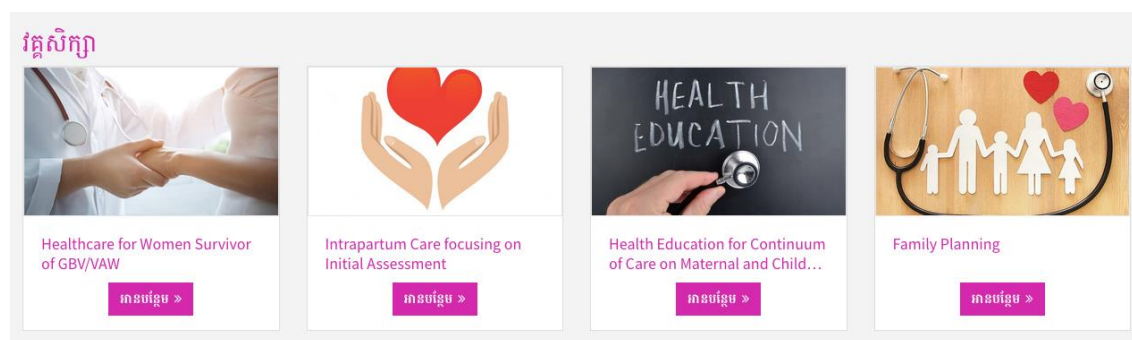 វគ្គសិក្សា
HEALTH
EDUCATION
Healthcare for Women Survivor
of GBV/VAW
អានបន្ថែម »
Intrapartum Care focusing on
Initial Assessment
អានបន្ថែម »
Health Education for Continuum
of Care on Maternal and Child...
អានបន្ថែម »
Family Planning
អានបន្ថែម »